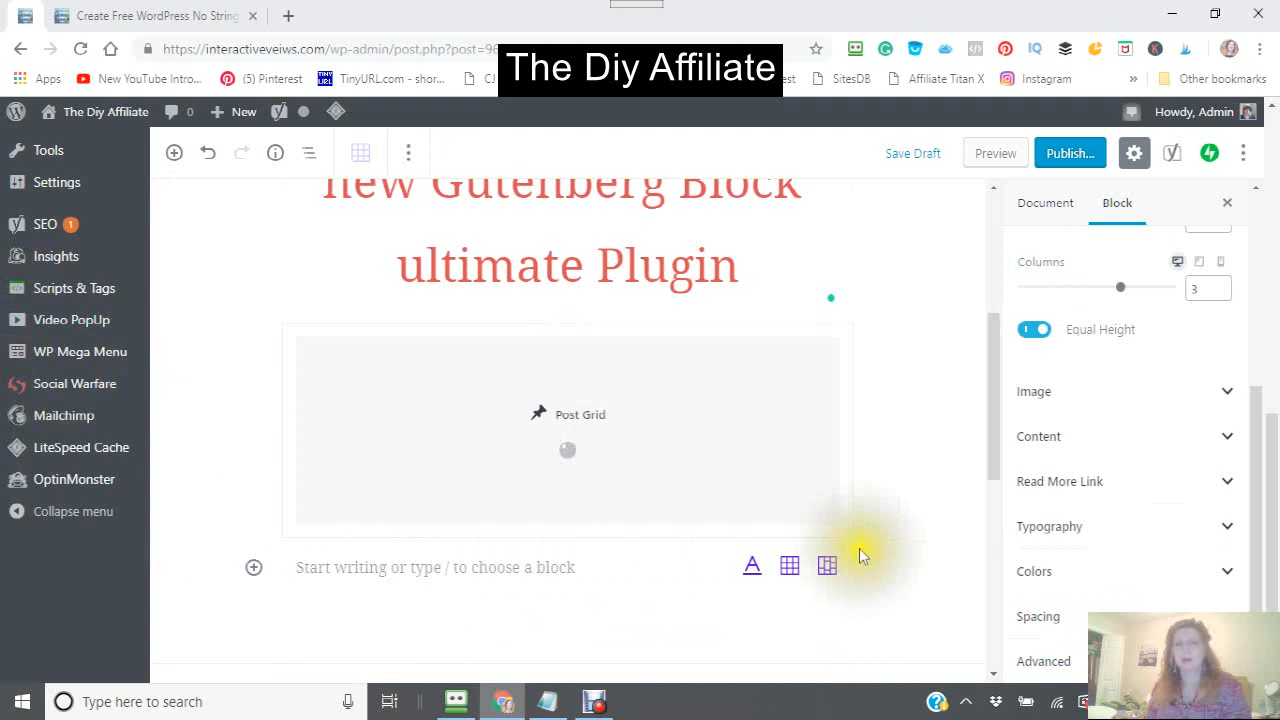 Create Free WordPress No String
https://interactiveveiws.com/wp-admin/post.php?post=96
The Diy Affiliate
Apps
New YouTube Intro...
(5) Pinterest
TinyURL.com - shor...
CJ
SitesDB
Affiliate Titan X
Instagram
»
Other bookmarks
The Diy Affiliate
0
New
Howdy, Admin
Tools
Settings
SEO 1
Insights
Scripts & Tags
Video PopUp
WP Mega Menu
Social Warfare
Mailchimp
LiteSpeed Cache
OptinMonster
Collapse menu
Save Draft
Preview
Publish...
new Gutenberg Block
ultimate Plugin
Post Grid
Start writing or type / to choose a block
Document
Block
Columns
3
Equal Height
Image
Content
Read More Link
Typography
Colors
Spacing
Advanced
Type here to search